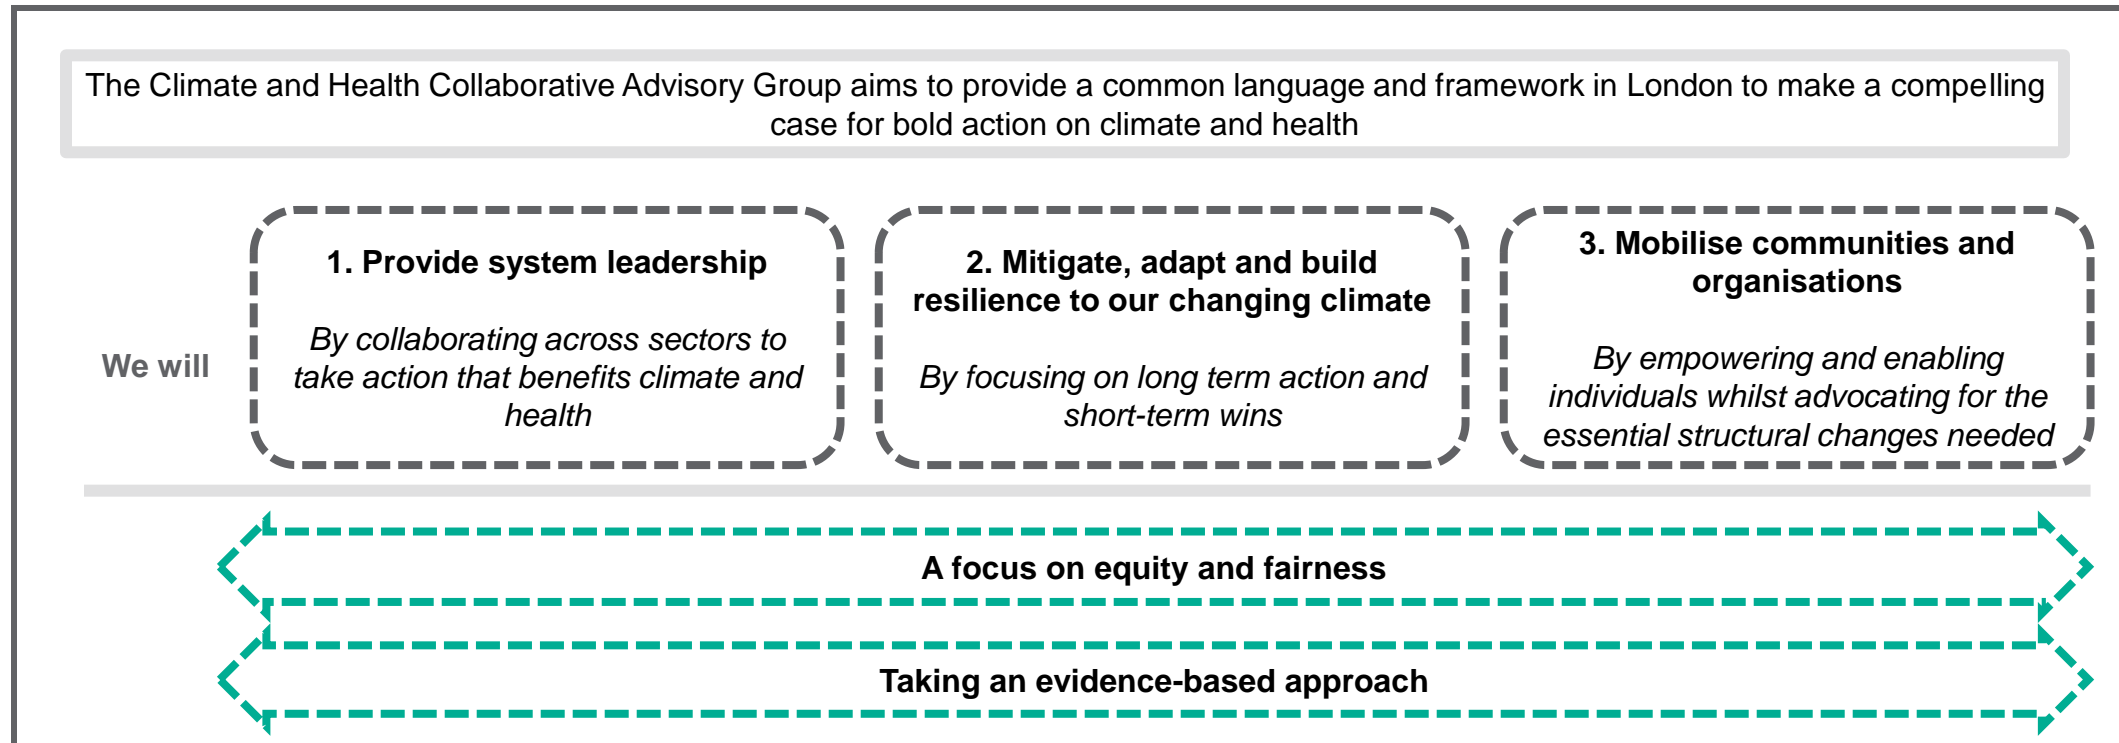 The Climate and Health Collaborative Advisory Group aims to provide a common language and framework in London to make a compelling
case for bold action on climate and health
We will
1. Provide system leadership
By collaborating across sectors to
take action that benefits climate and
health
2. Mitigate, adapt and build
resilience to our changing climate
By focusing on long term action and
short-term wins
3. Mobilise communities and
organisations
By empowering and enabling
individuals whilst advocating for the
essential structural changes needed
A focus on equity and fairness
Taking an evidence-based approach